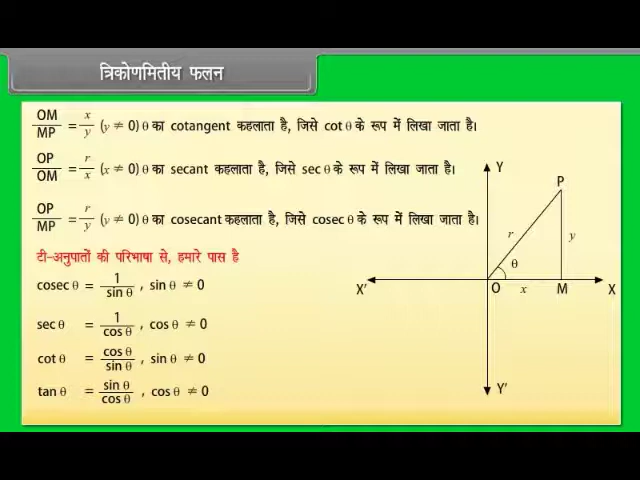 त्रिकोणमितीय फलन
OM/MP = x/y (y ≠ 0) θ का cotangent कहलाता है, जिसे cot θ के रूप में लिखा जाता है।
OP/OM = r/x (x ≠ 0) θ का secant कहलाता है, जिसे sec θ के रूप में लिखा जाता है।
OP/MP = r/y (y ≠ 0) θ का cosecant कहलाता है, जिसे cosec θ के रूप में लिखा जाता है।
टी-अनुपातों की परिभाषा से, हमारे पास है
cosec θ = 1/sin θ , sin θ ≠ 0
sec θ = 1/cos θ , cos θ ≠ 0
cot θ = cos θ/sin θ , sin θ ≠ 0
tan θ = sin θ/cos θ , cos θ ≠ 0
Y
P
r
y
θ
X′ O x M X
Y′